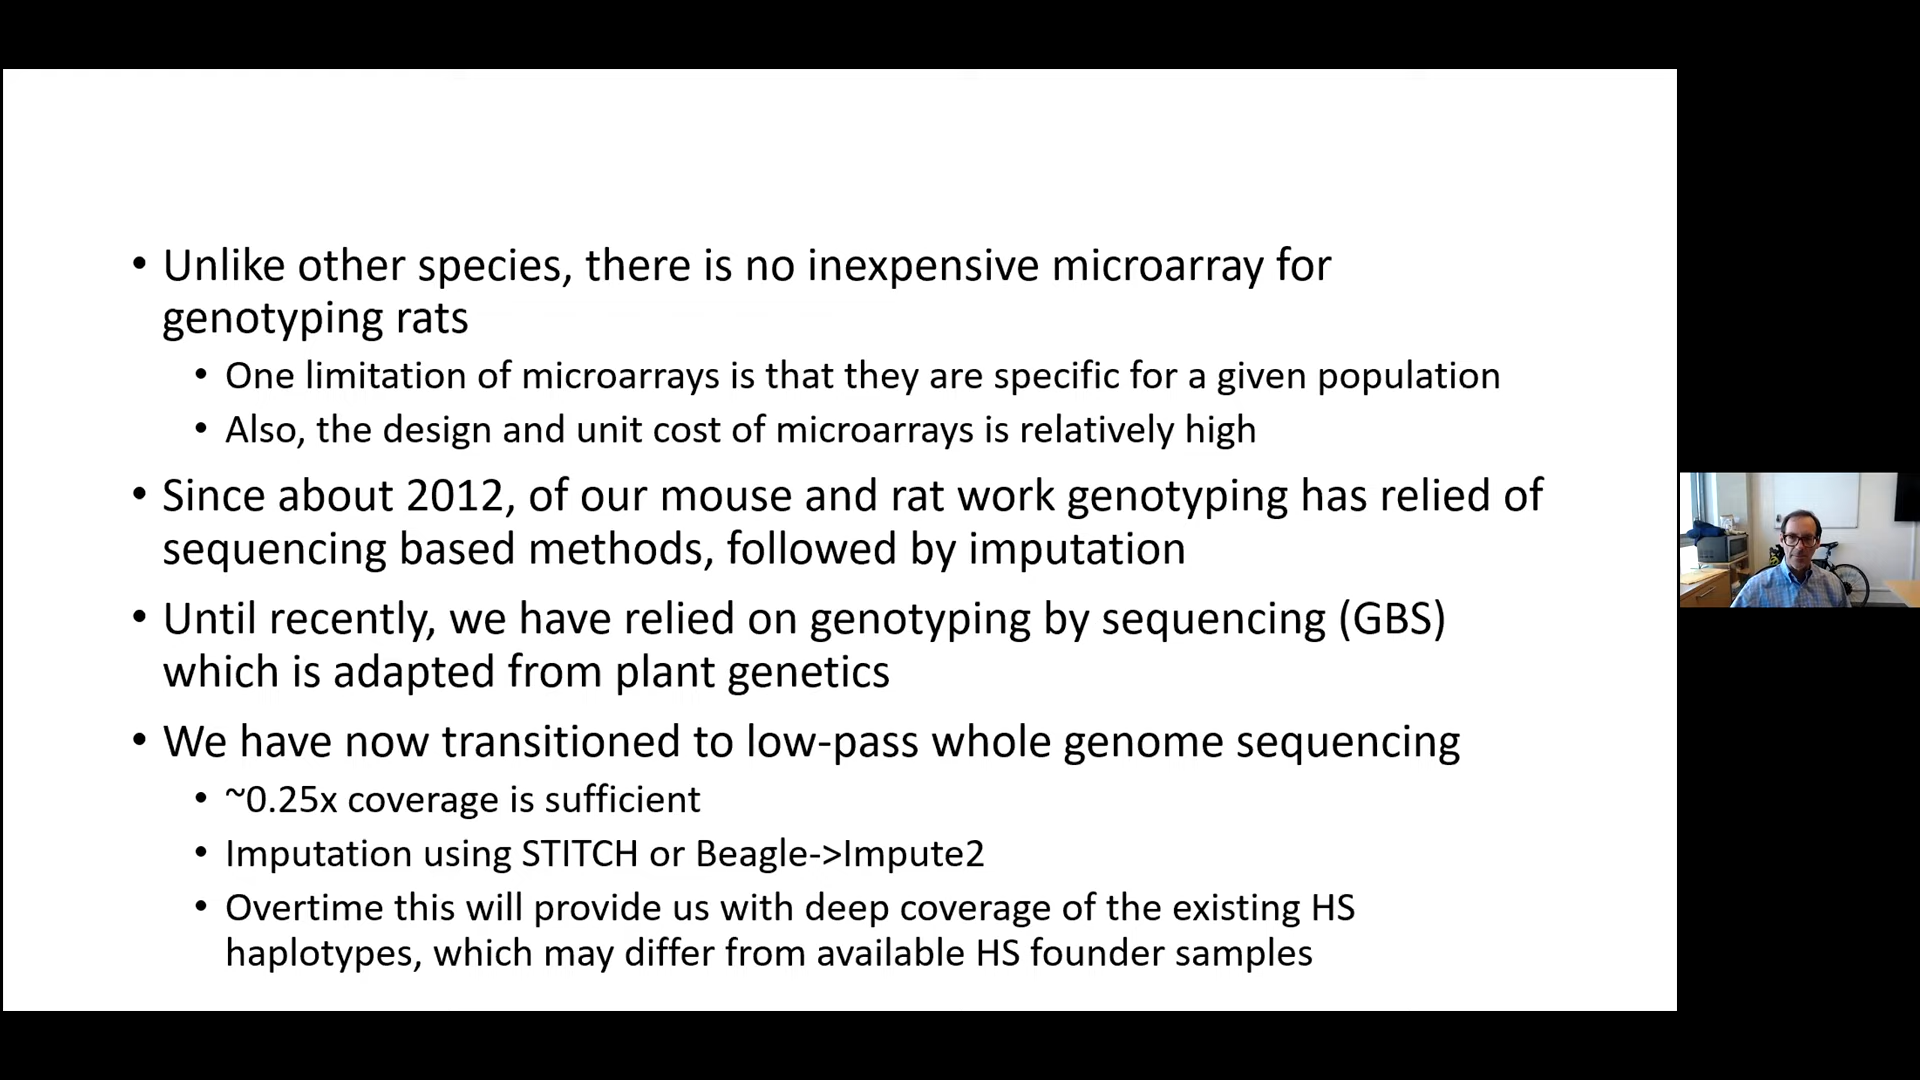 • Unlike other species, there is no inexpensive microarray for
genotyping rats
• One limitation of microarrays is that they are specific for a given population
• Also, the design and unit cost of microarrays is relatively high
• Since about 2012, of our mouse and rat work genotyping has relied of
sequencing based methods, followed by imputation
• Until recently, we have relied on genotyping by sequencing (GBS)
which is adapted from plant genetics
• We have now transitioned to low-pass whole genome sequencing
• ~0.25x coverage is sufficient
• Imputation using STITCH or Beagle->Impute2
• Overtime this will provide us with deep coverage of the existing HS
haplotypes, which may differ from available HS founder samples